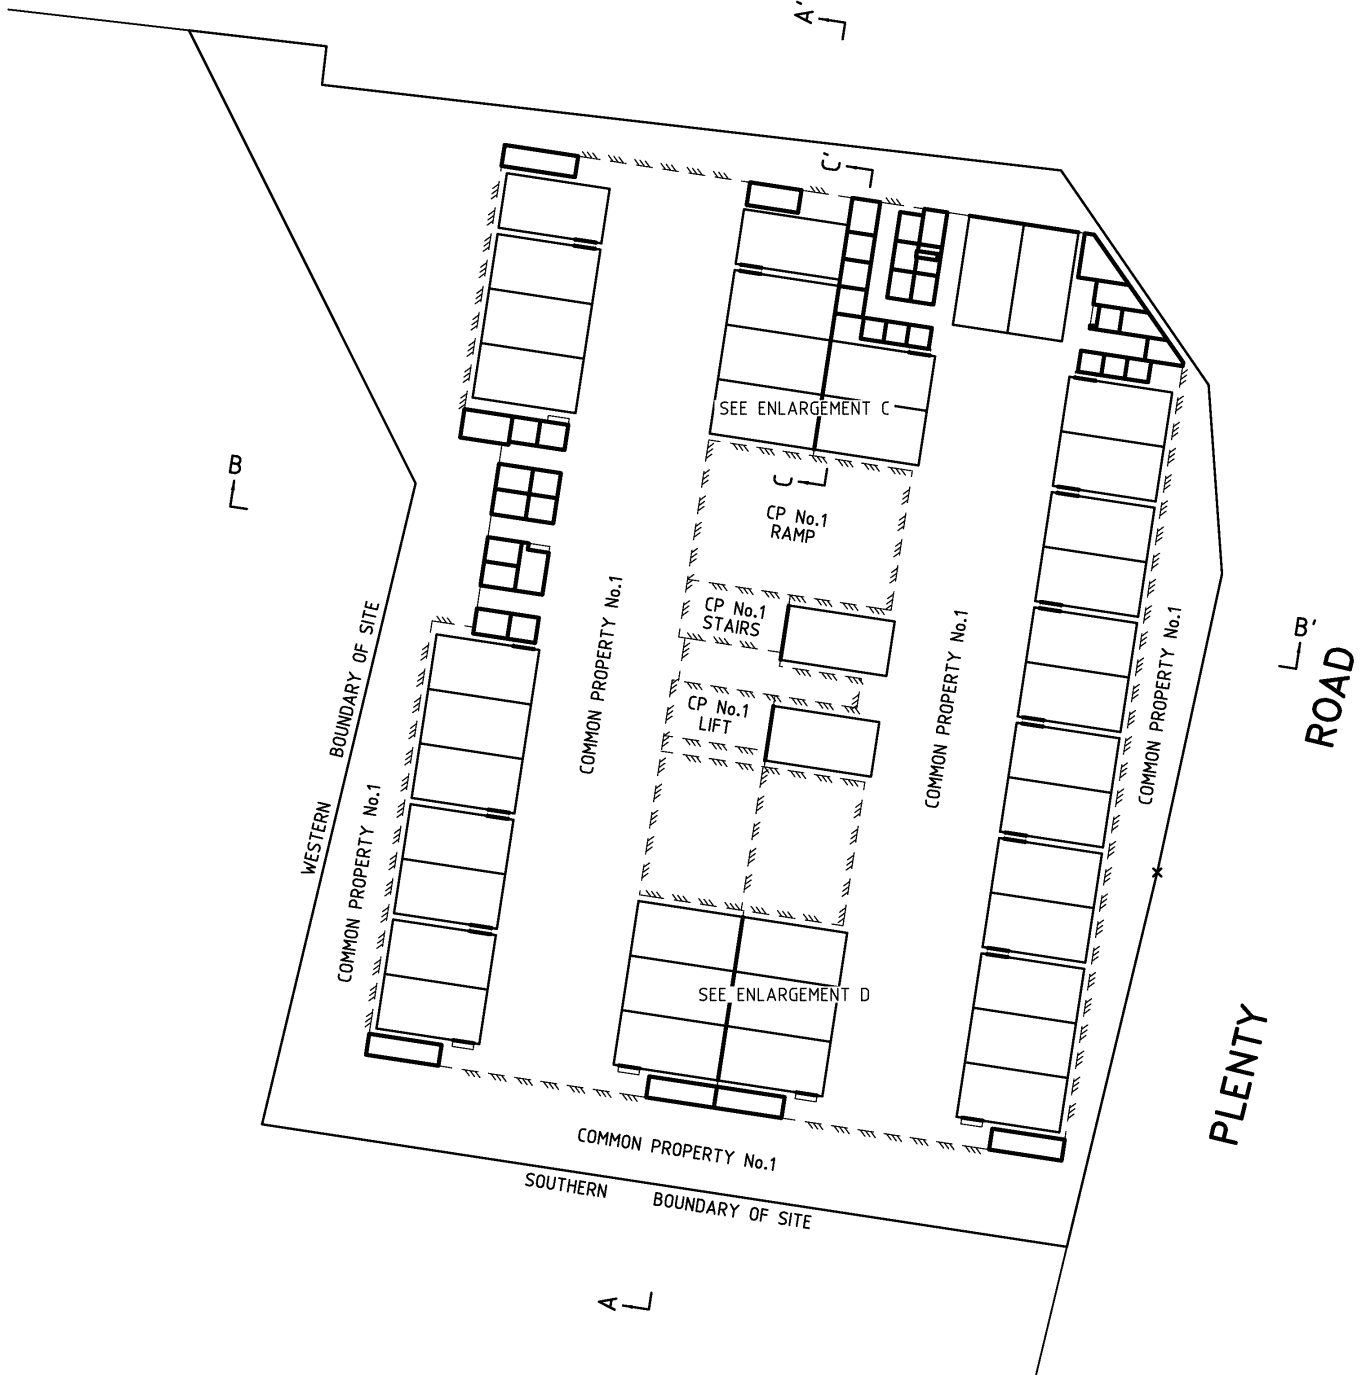 A'
C'
SEE ENLARGEMENT C
B
C
CP No.1
RAMP
CP No.1
STAIRS
CP No.1
LIFT
COMMON PROPERTY No.1
COMMON PROPERTY No.1
COMMON PROPERTY No.1
B'
WESTERN BOUNDARY OF SITE
COMMON PROPERTY No.1
SEE ENLARGEMENT D
PLENTY ROAD
COMMON PROPERTY No.1
SOUTHERN BOUNDARY OF SITE
A